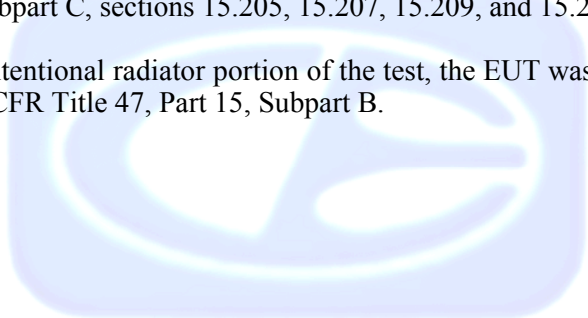 bpart C, sections 15.205, 15.207, 15.209, and 15.2
ntentional radiator portion of the test, the EUT was
CFR Title 47, Part 15, Subpart B.